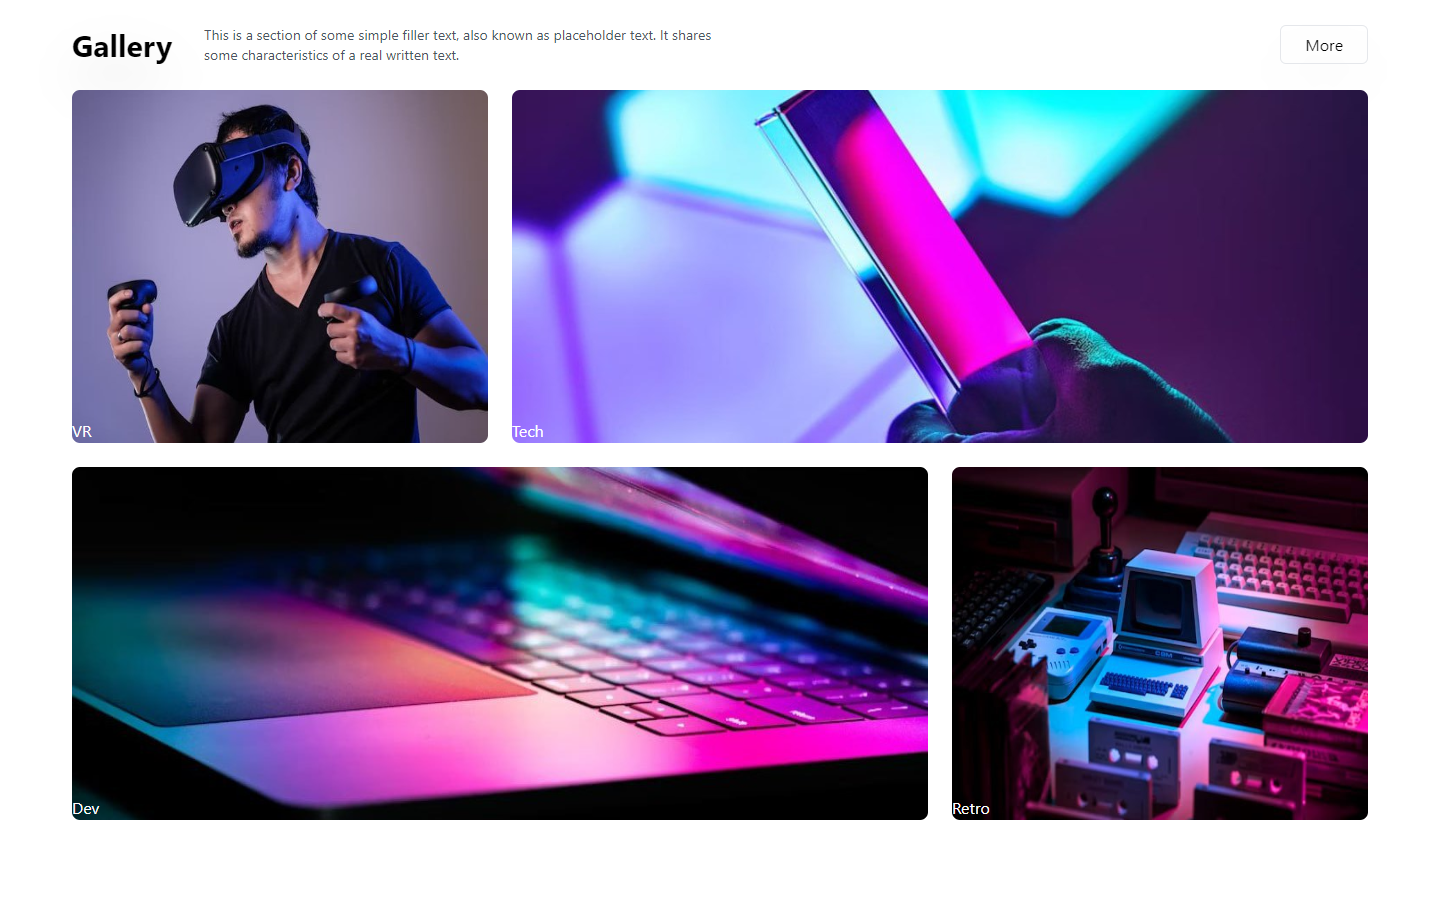 Gallery
This is a section of some simple filler text, also known as placeholder text. It shares
some characteristics of a real written text.
More
VR
Tech
Dev
CBM
Retro